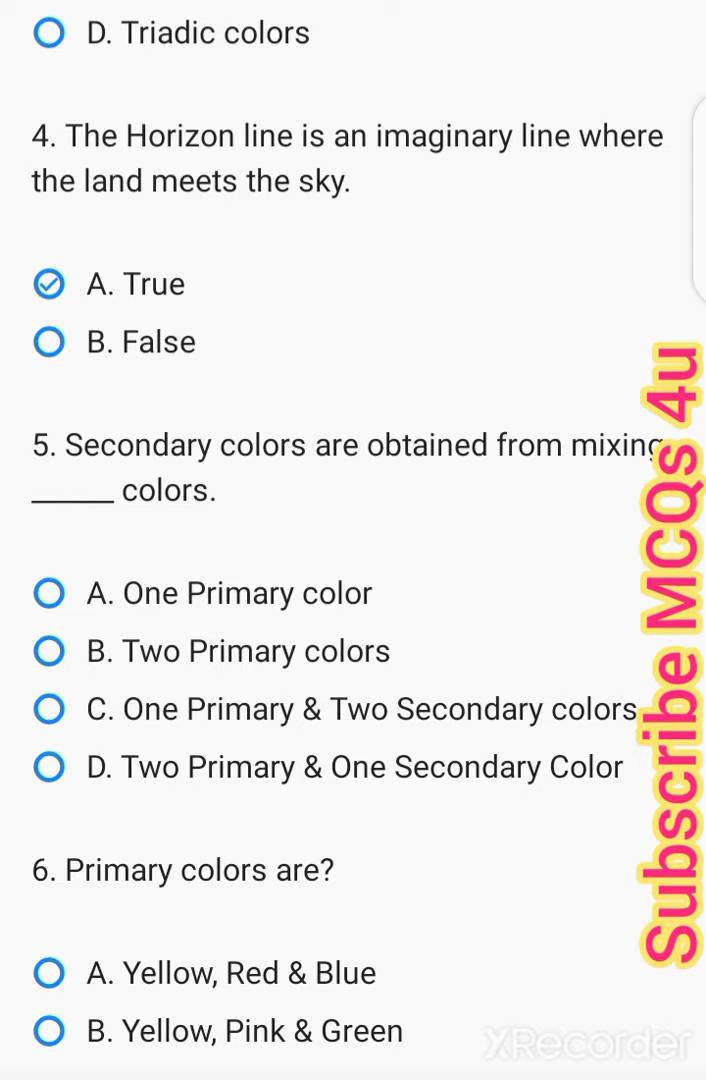 D. Triadic colors
4. The Horizon line is an imaginary line where
the land meets the sky.
A. True
B. False
5. Secondary colors are obtained from mixing
______ colors.
A. One Primary color
B. Two Primary colors
C. One Primary & Two Secondary colors
D. Two Primary & One Secondary Color
6. Primary colors are?
A. Yellow, Red & Blue
B. Yellow, Pink & Green
Subscribe MCQs 4u
XRecorder